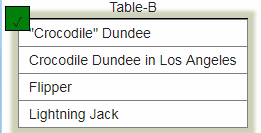 Table-B
"Crocodile" Dundee
Crocodile Dundee in Los Angeles
Flipper
Lightning Jack